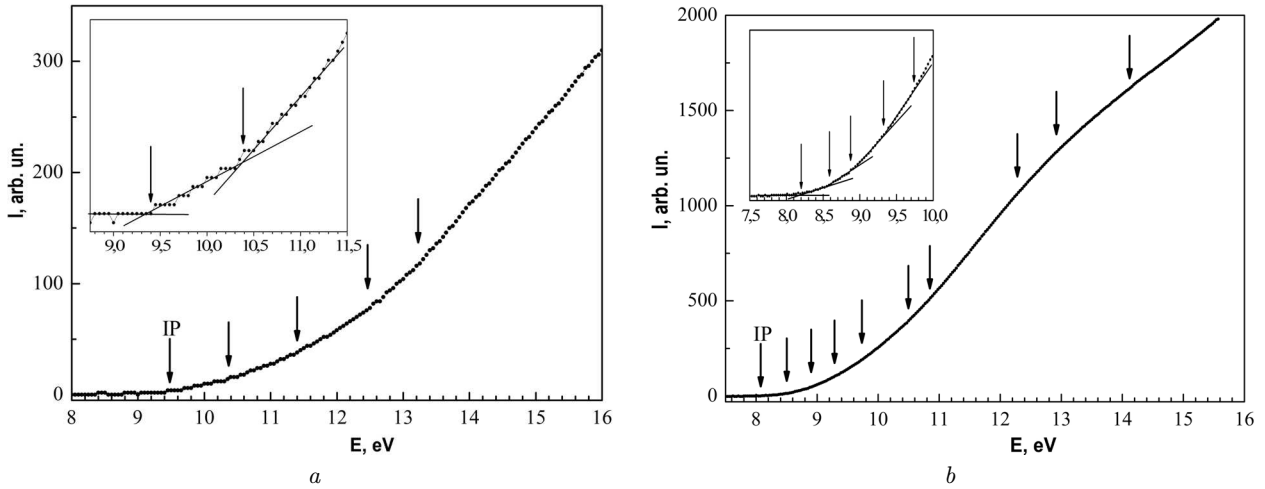 I, arb. un.
300
200
100
0
8 9 10 11 12 13 14 15 16
E, eV
IP
9,0 9,5 10,0 10,5 11,0 11,5
a
I, arb. un.
2000
1500
1000
500
0
8 9 10 11 12 13 14 15 16
E, eV
IP
7,5 8,0 8,5 9,0 9,5 10,0
b